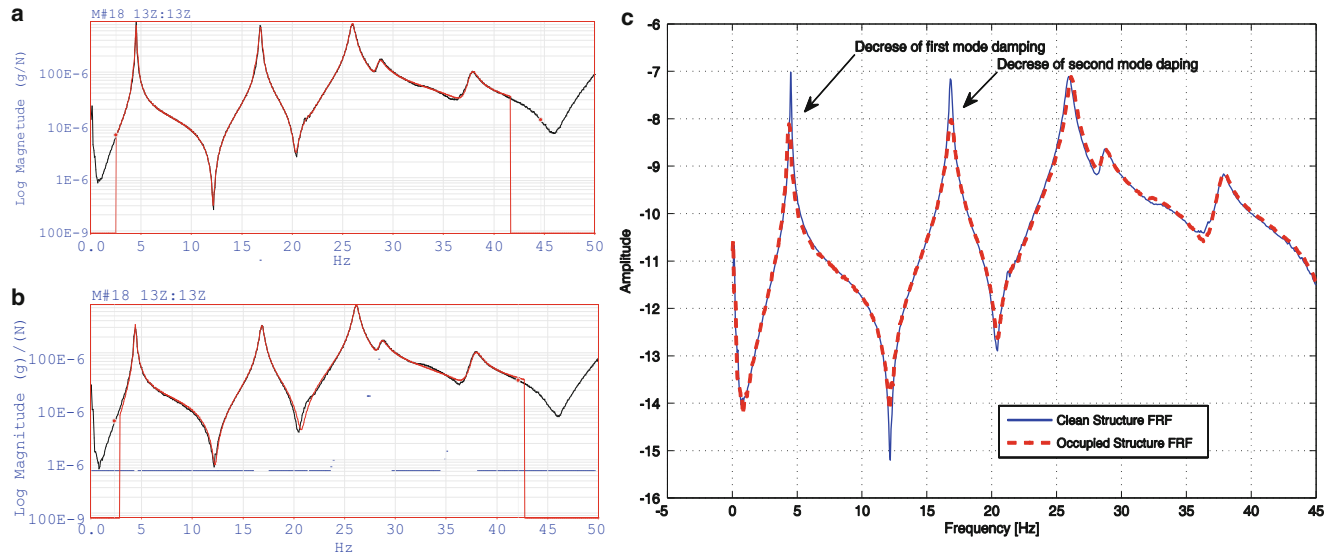 a
M#18 13Z:13Z
Log Magnetude (g/N)
100E-6
10E-6
1E-6
100E-9
0.0 5 10 15 20 25 30 35 40 45 50
Hz
b
M#18 13Z:13Z
Log Magnitude (g)/(N)
100E-6
10E-6
1E-6
100E-9
0.0 5 10 15 20 25 30 35 40 45 50
Hz
c
Amplitude
-6
-7
-8
-9
-10
-11
-12
-13
-14
-15
-16
Decrese of first mode damping
Decrese of second mode daping
Clean Structure FRF
Occupied Structure FRF
-5 0 5 10 15 20 25 30 35 40 45
Frequency [Hz]